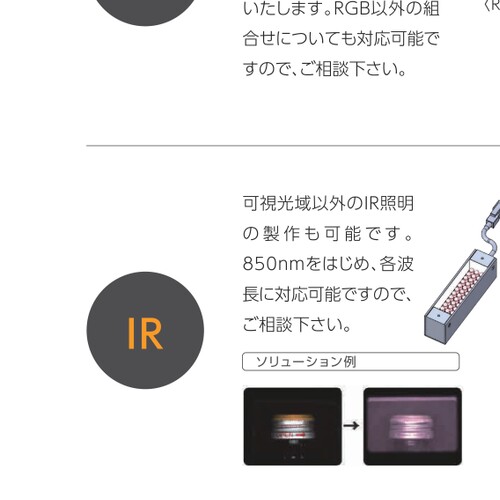 いたします。RGB以外の組
合せについても対応可能で
すので、ご相談下さい。
〈R
可視光域以外のIR照明
の製作も可能です。
850nmをはじめ、各波
長に対応可能ですので、
ご相談下さい。
IR
ソリューション例